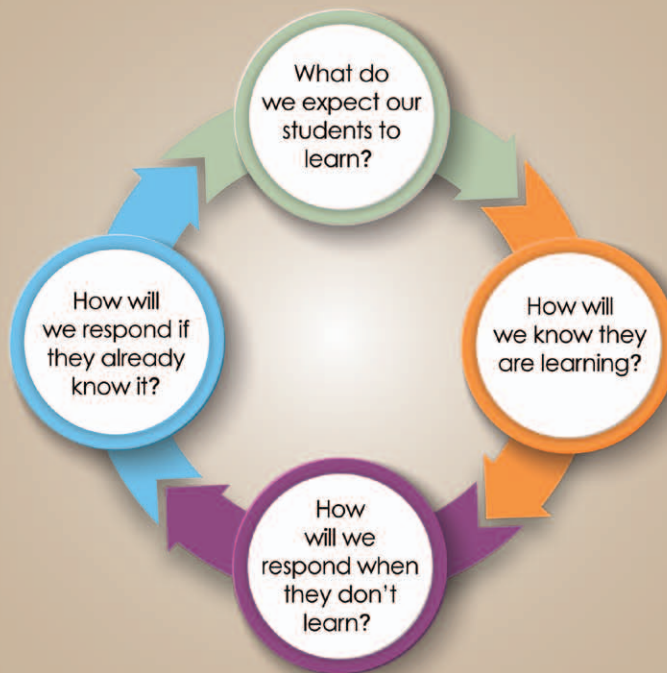 What do
we expect our
students to
learn?
How will
we know they
are learning?
How
will we
respond when
they don't
learn?
How will
we respond if
they already
know it?